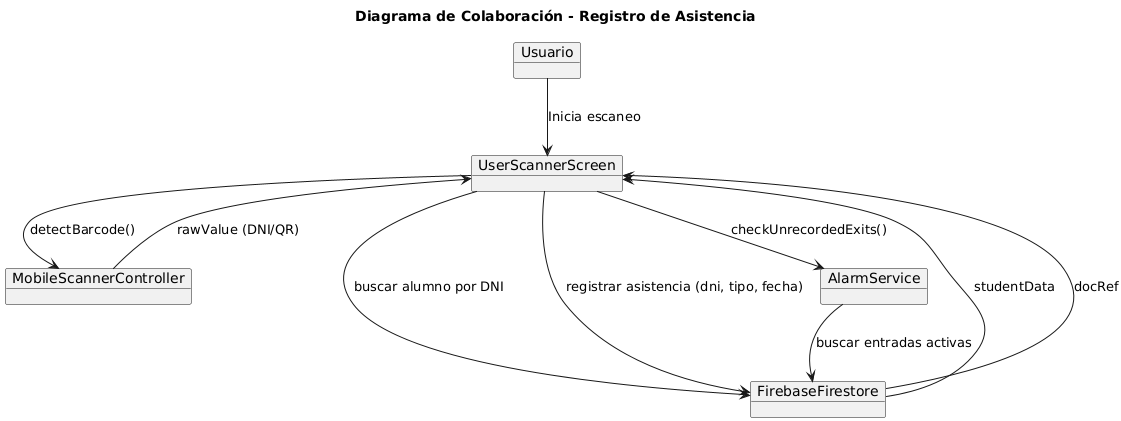 Diagrama de Colaboración - Registro de Asistencia
Usuario
Inicia escaneo
UserScannerScreen
detectBarcode()
rawValue (DNI/QR)
checkUnrecordedExits()
MobileScannerController
buscar alumno por DNI
registrar asistencia (dni, tipo, fecha)
AlarmService
studentData
docRef
buscar entradas activas
FirebaseFirestore